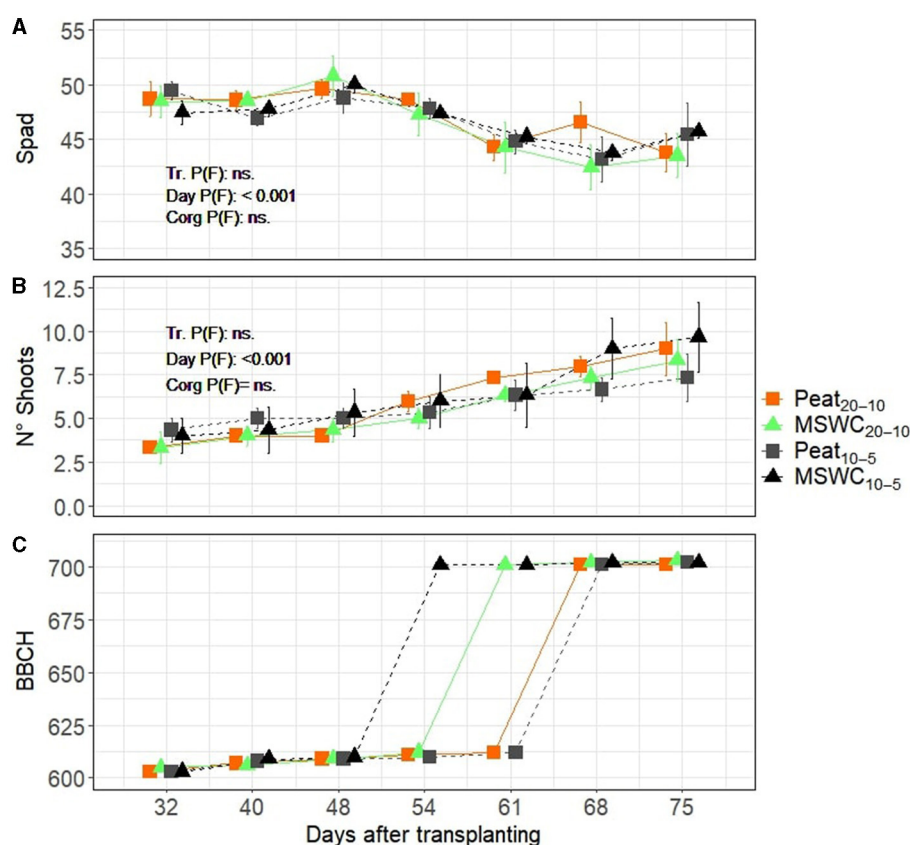 A
55
50
45
40
35
Spad
Tr. P(F): ns.
Day P(F): < 0.001
Corg P(F): ns.
B
12.5
10.0
7.5
5.0
2.5
0.0
N° Shoots
Tr. P(F): ns.
Day P(F): <0.001
Corg P(F)= ns.
Peat20−10
MSWC20−10
Peat10−5
MSWC10−5
C
700
675
650
625
600
BBCH
32 40 48 54 61 68 75
Days after transplanting